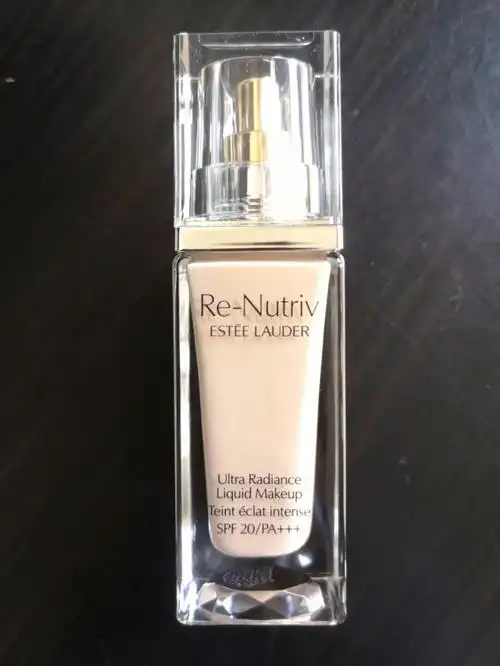 Re-Nutriv
ESTĒE LAUDER
Ultra Radiance
Liquid Makeup
Teint éclat intense
SPF 20/PA+++